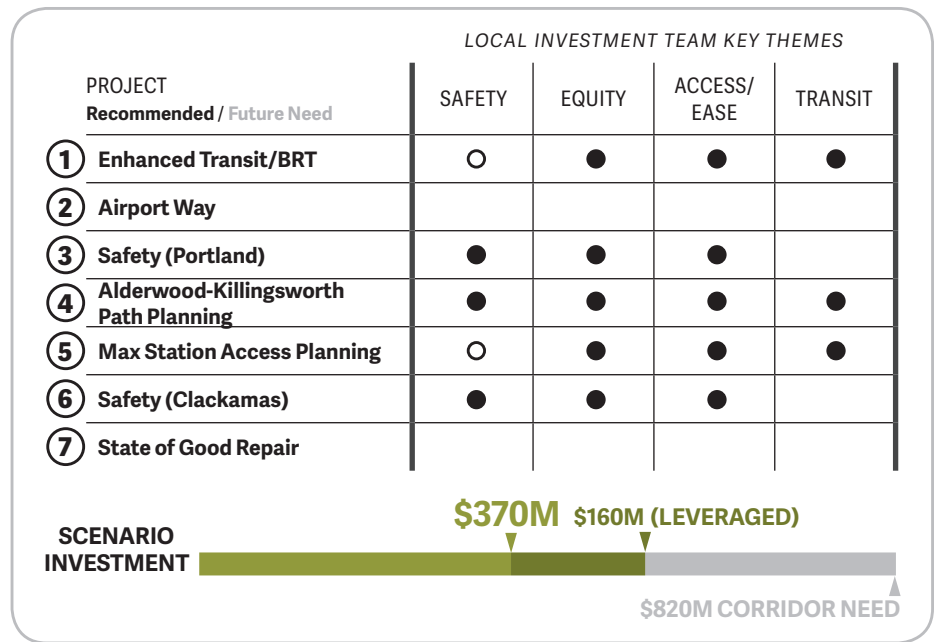 LOCAL INVESTMENT TEAM KEY THEMES
PROJECT
Recommended / Future Need
SAFETY
EQUITY
ACCESS/
EASE
TRANSIT
1 Enhanced Transit/BRT
2 Airport Way
3 Safety (Portland)
4 Alderwood-Killingsworth
Path Planning
5 Max Station Access Planning
6 Safety (Clackamas)
7 State of Good Repair
$370M $160M (LEVERAGED)
SCENARIO
INVESTMENT
$820M CORRIDOR NEED